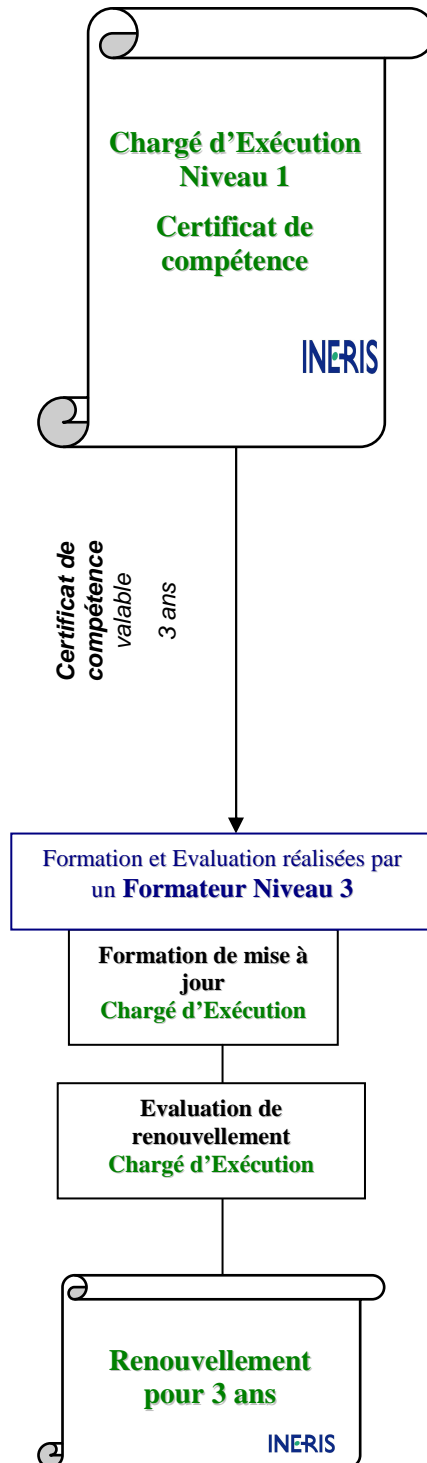 Chargé d’Exécution
Niveau 1
Certificat de
compétence
INERIS
Certificat de
compétence
valable
3 ans
Formation et Evaluation réalisées par
un Formateur Niveau 3
Formation de mise à
jour
Chargé d’Exécution
Evaluation de
renouvellement
Chargé d’Exécution
Renouvellement
pour 3 ans
INERIS